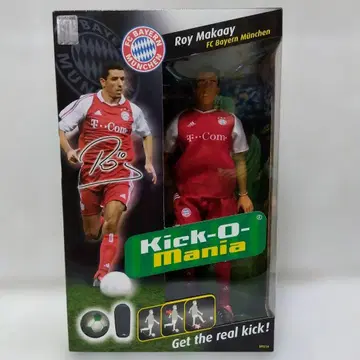 Roy Makaay
FC Bayern München
FC BAYERN
MÜNCHEN
T··Com·
T··Com·
Kick-O-
Mania
®
Get the real kick!